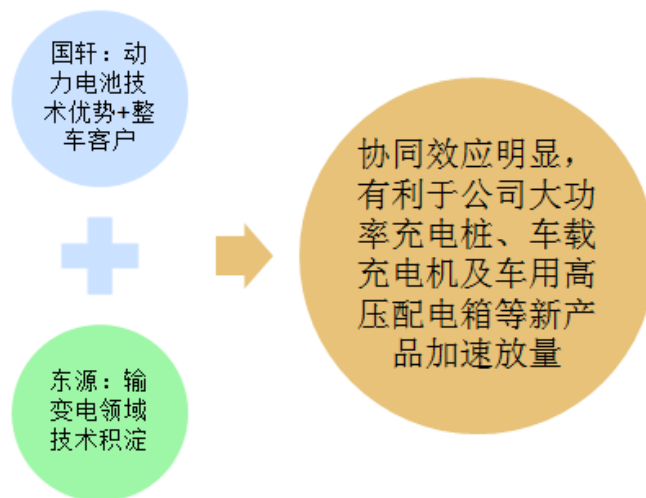 国轩：动
力电池技
术优势+整
车客户
东源：输
变电领域
技术积淀
协同效应明显，
有利于公司大功
率充电桩、车载
充电机及车用高
压配电箱等新产
品加速放量